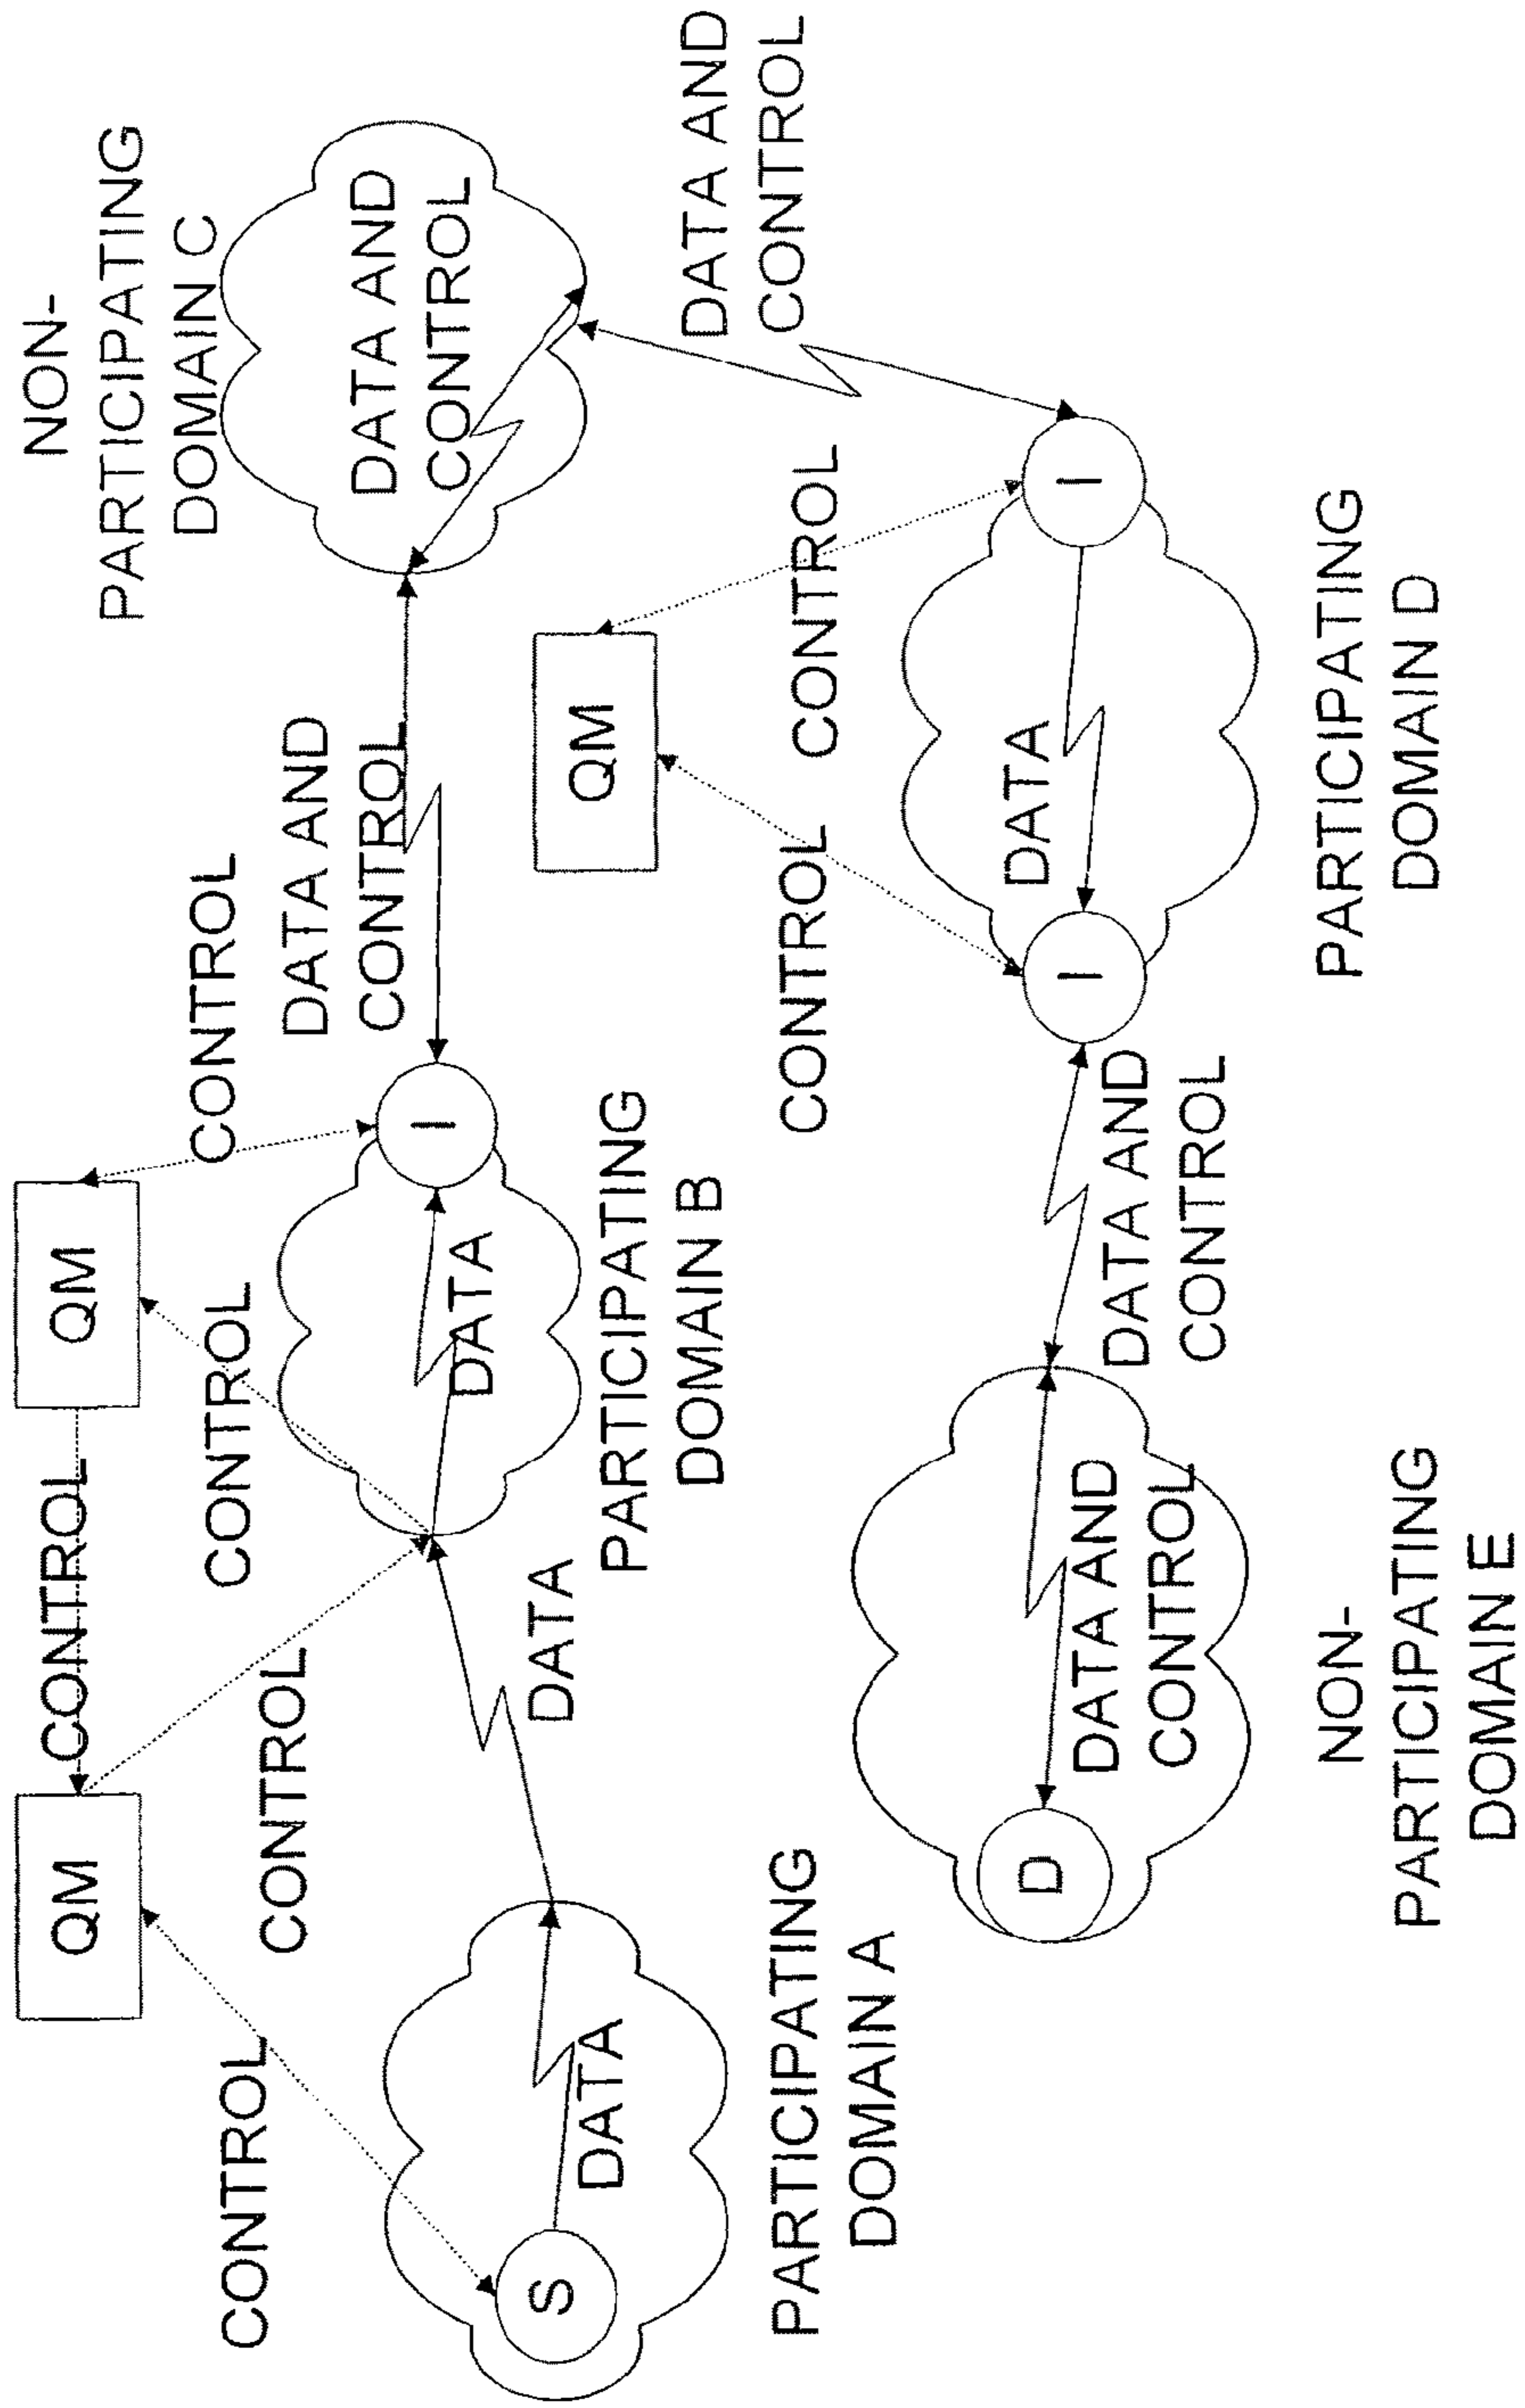 QM
CONTROL
QM
NON-
PARTICIPATING
DOMAIN C
CONTROL
CONTROL
CONTROL
CONTROL
DATA AND
CONTROL
DATA AND
CONTROL
S
DATA
DATA
DATA
I
PARTICIPATING
DOMAIN A
PARTICIPATING
DOMAIN B
QM
DATA AND
CONTROL
CONTROL
CONTROL
D
DATA AND
CONTROL
DATA AND
CONTROL
I
DATA
I
NON-
PARTICIPATING
DOMAIN E
PARTICIPATING
DOMAIN D